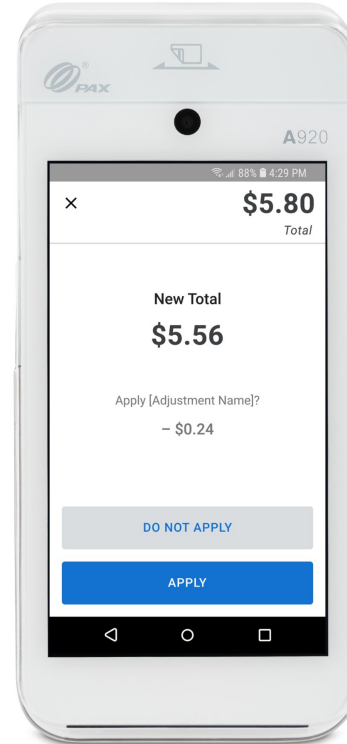 PAX®
A920
88% 4:29 PM
$5.80
Total
New Total
$5.56
Apply [Adjustment Name]?
– $0.24
DO NOT APPLY
APPLY